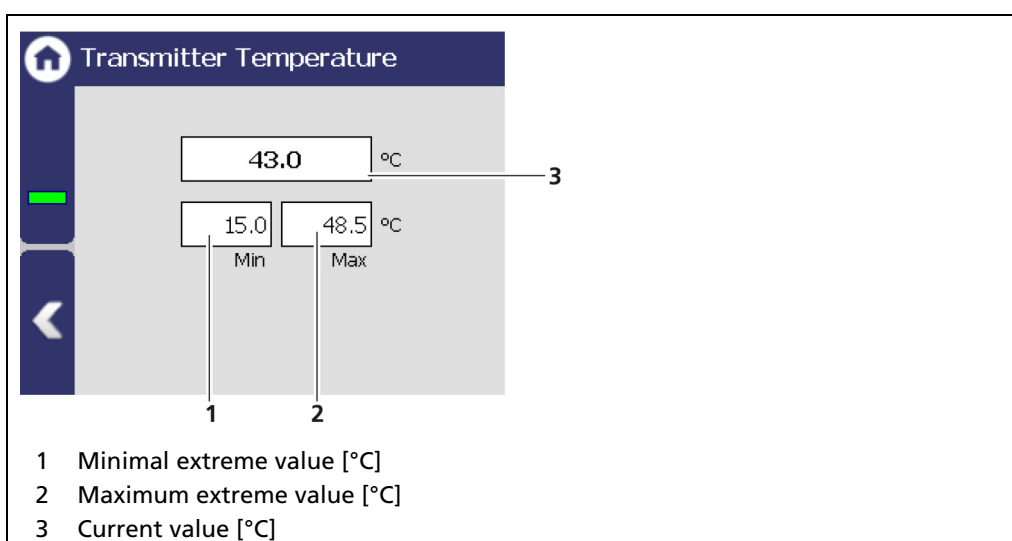 Transmitter Temperature
43.0 °C
3
15.0 48.5 °C
Min Max
1 2
1 Minimal extreme value [°C]
2 Maximum extreme value [°C]
3 Current value [°C]